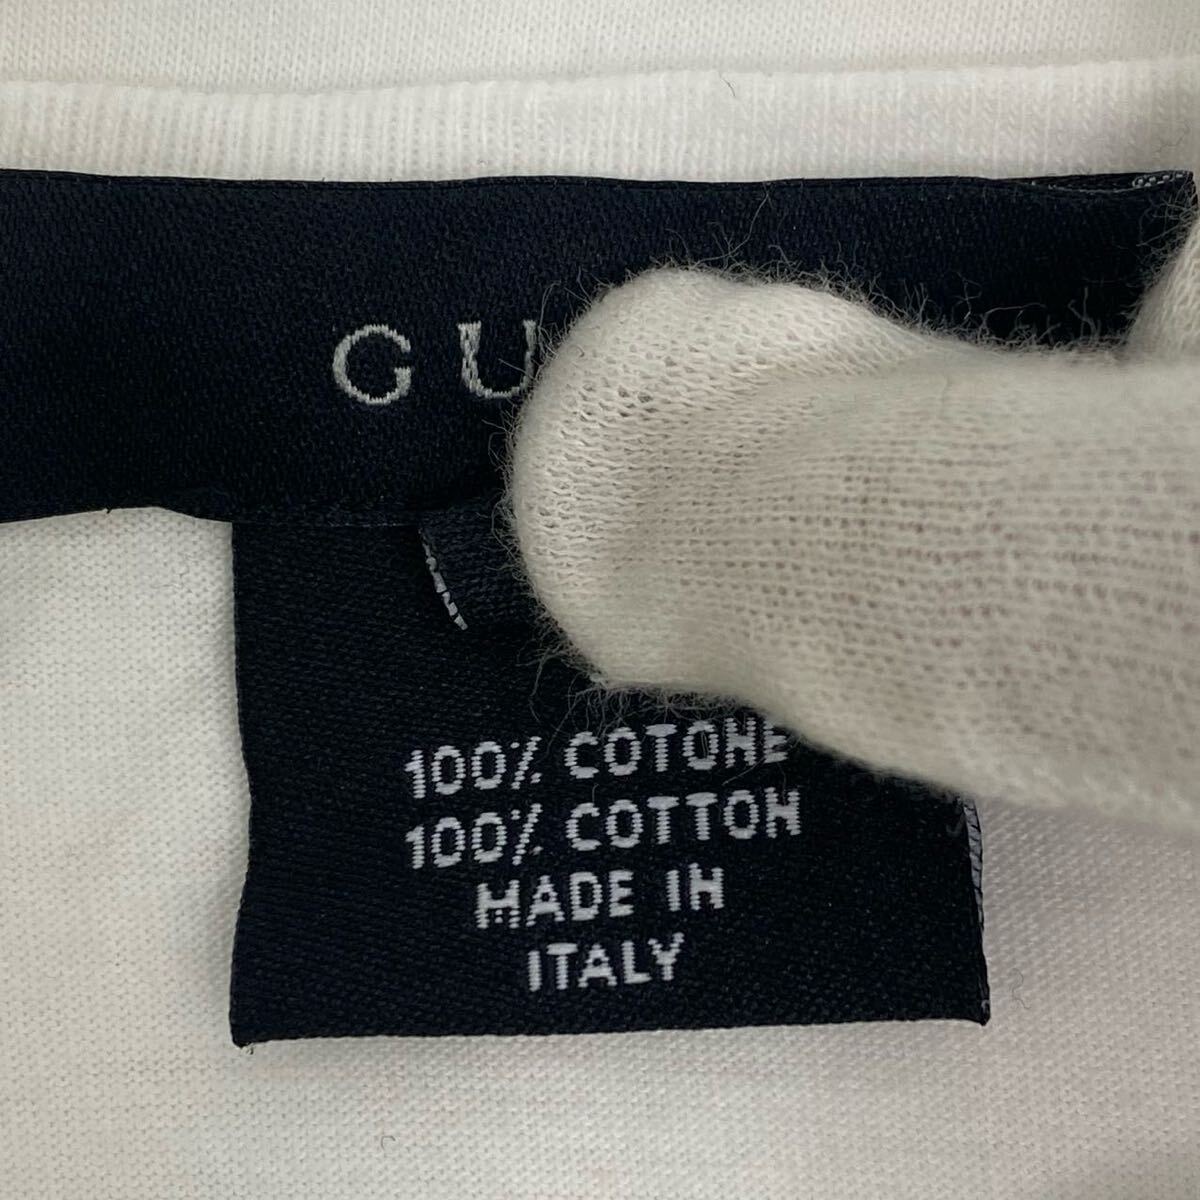 GU
100% COTONE
100% COTTON
MADE IN
ITALY